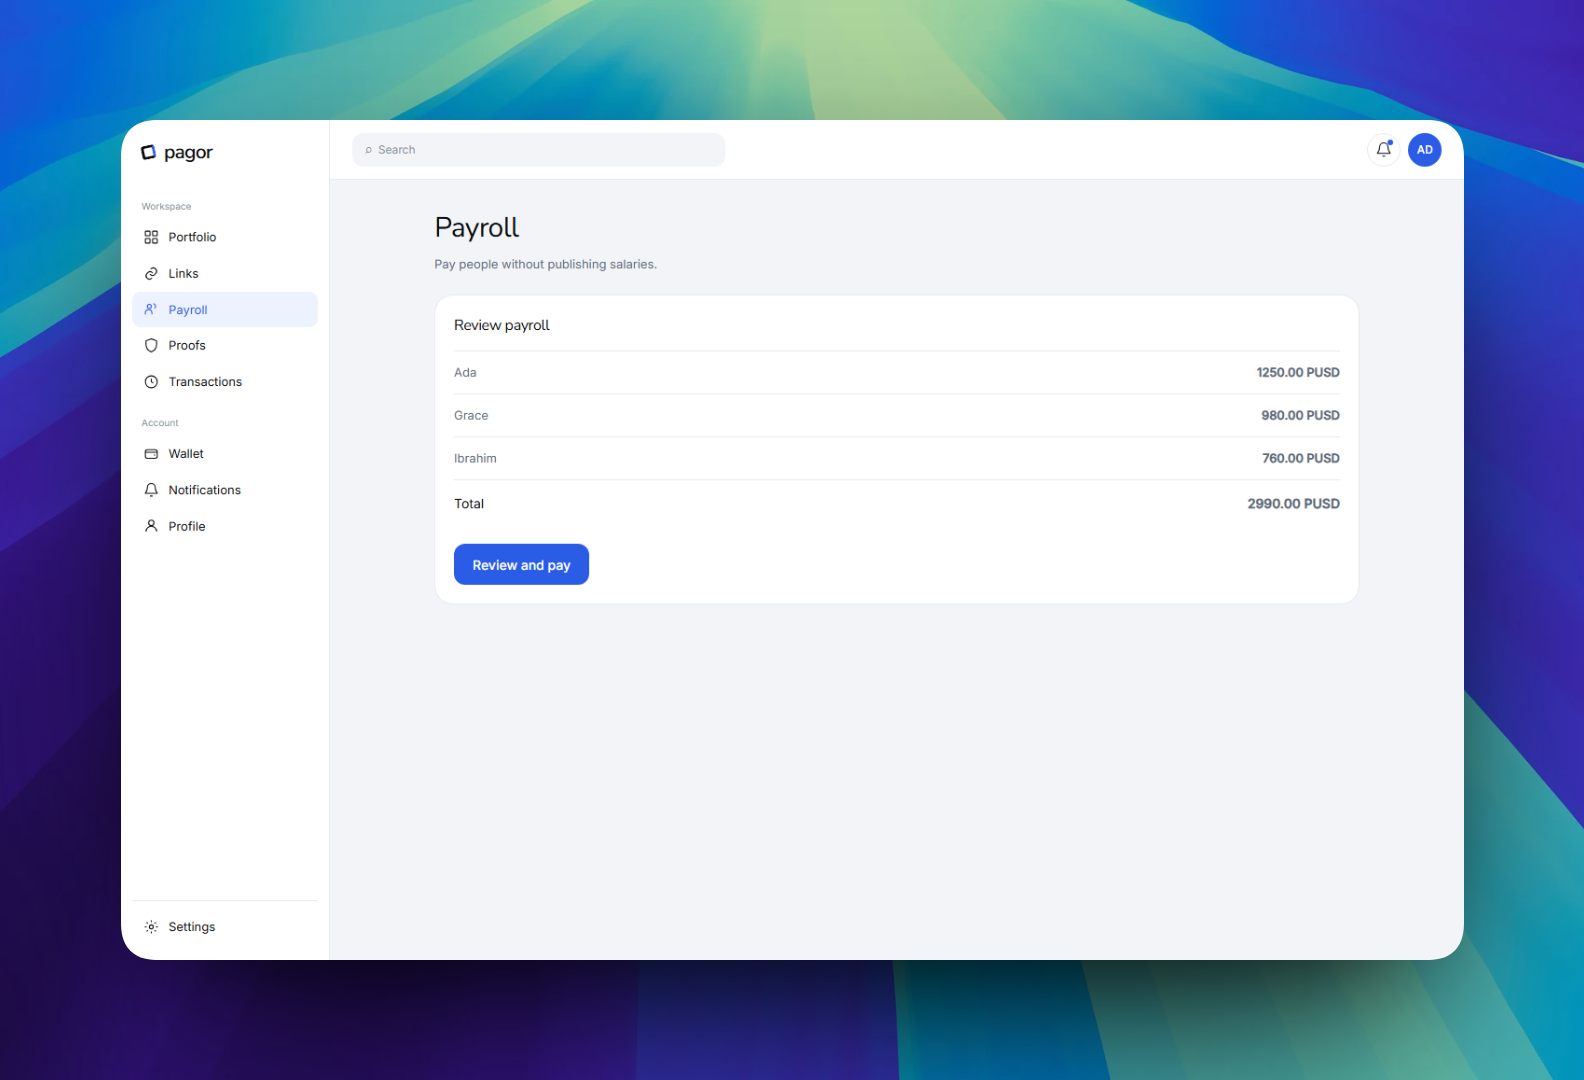 pagor
Search
AD
Workspace
Portfolio
Links
Payroll
Proofs
Transactions
Account
Wallet
Notifications
Profile
Settings
Payroll
Pay people without publishing salaries.
Review payroll
Ada 1250.00 PUSD
Grace 980.00 PUSD
Ibrahim 760.00 PUSD
Total 2990.00 PUSD
Review and pay